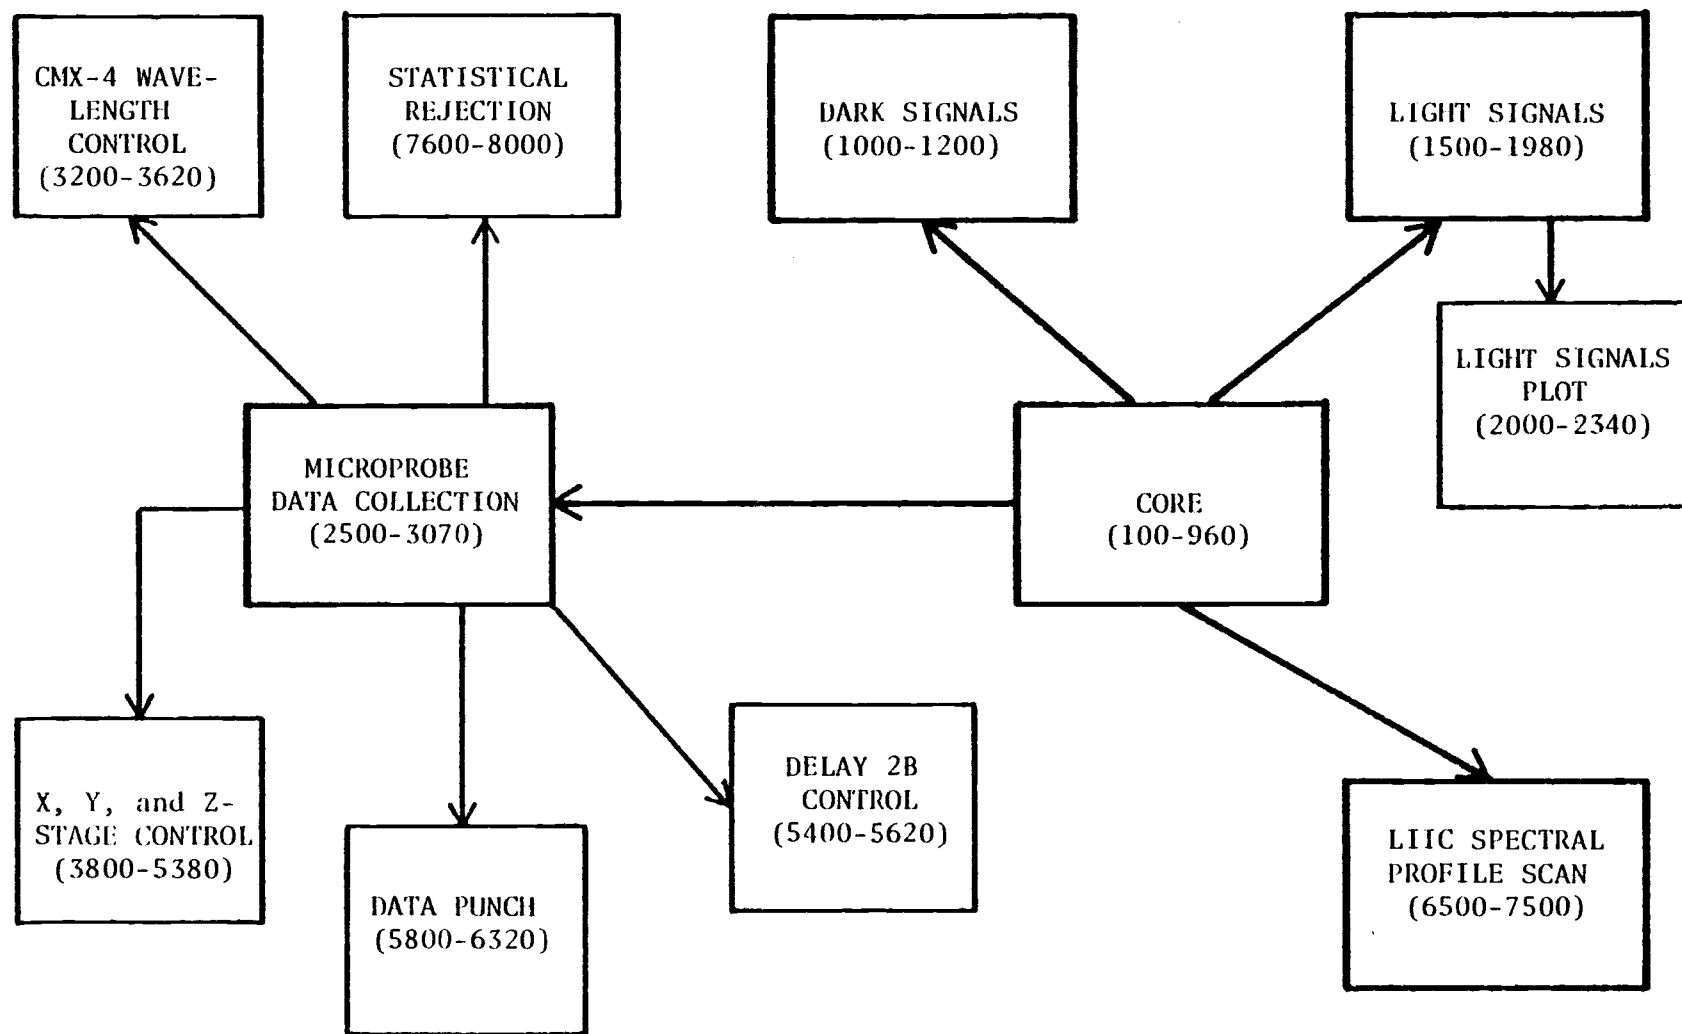 CMX-4 WAVE-
LENGTH
CONTROL
(3200-3620)
STATISTICAL
REJECTION
(7600-8000)
DARK SIGNALS
(1000-1200)
LIGHT SIGNALS
(1500-1980)
LIGHT SIGNALS
PLOT
(2000-2340)
MICROPROBE
DATA COLLECTION
(2500-3070)
CORE
(100-960)
X, Y, and Z-
STAGE CONTROL
(3800-5380)
DATA PUNCH
(5800-6320)
DELAY 2B
CONTROL
(5400-5620)
LIIC SPECTRAL
PROFILE SCAN
(6500-7500)